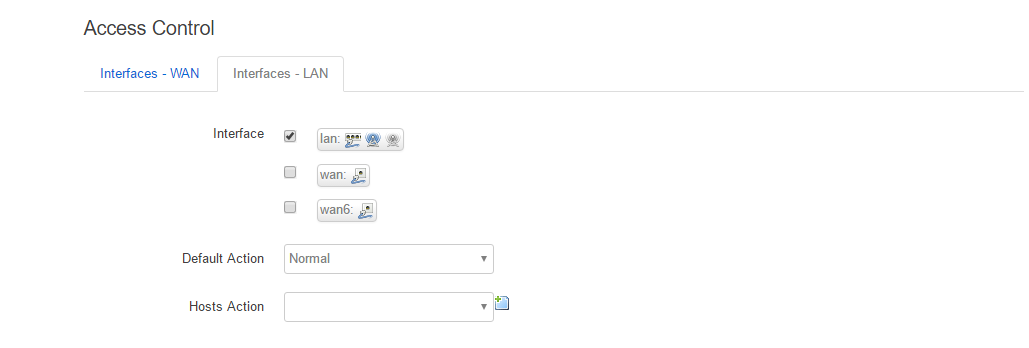 Access Control
Interfaces - WAN Interfaces - LAN
Interface lan:
wan:
wan6:
Default Action Normal
Hosts Action